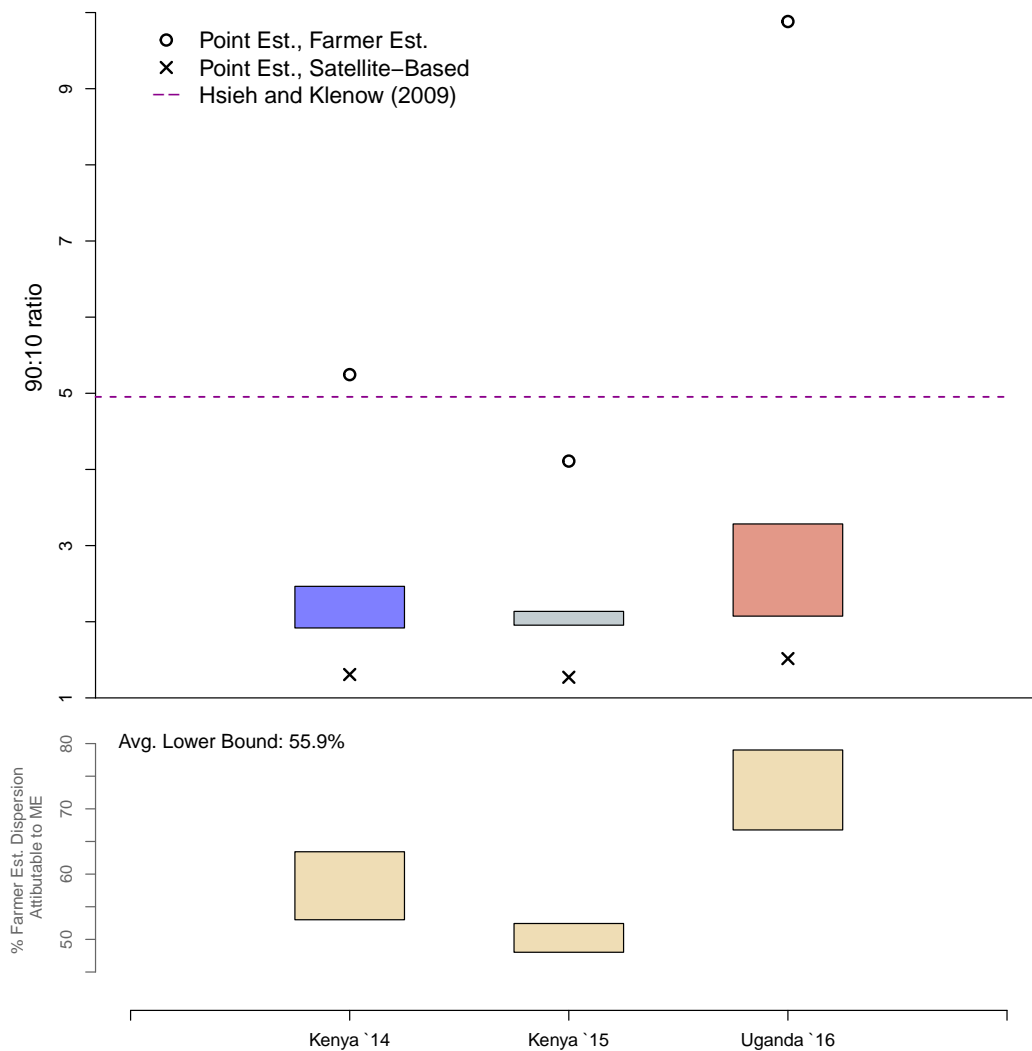 Point Est., Farmer Est.
Point Est., Satellite−Based
Hsieh and Klenow (2009)
90:10 ratio
9
7
5
3
1
Avg. Lower Bound: 55.9%
% Farmer Est. Dispersion
Attibutable to ME
80
70
60
50
Kenya `14
Kenya `15
Uganda `16